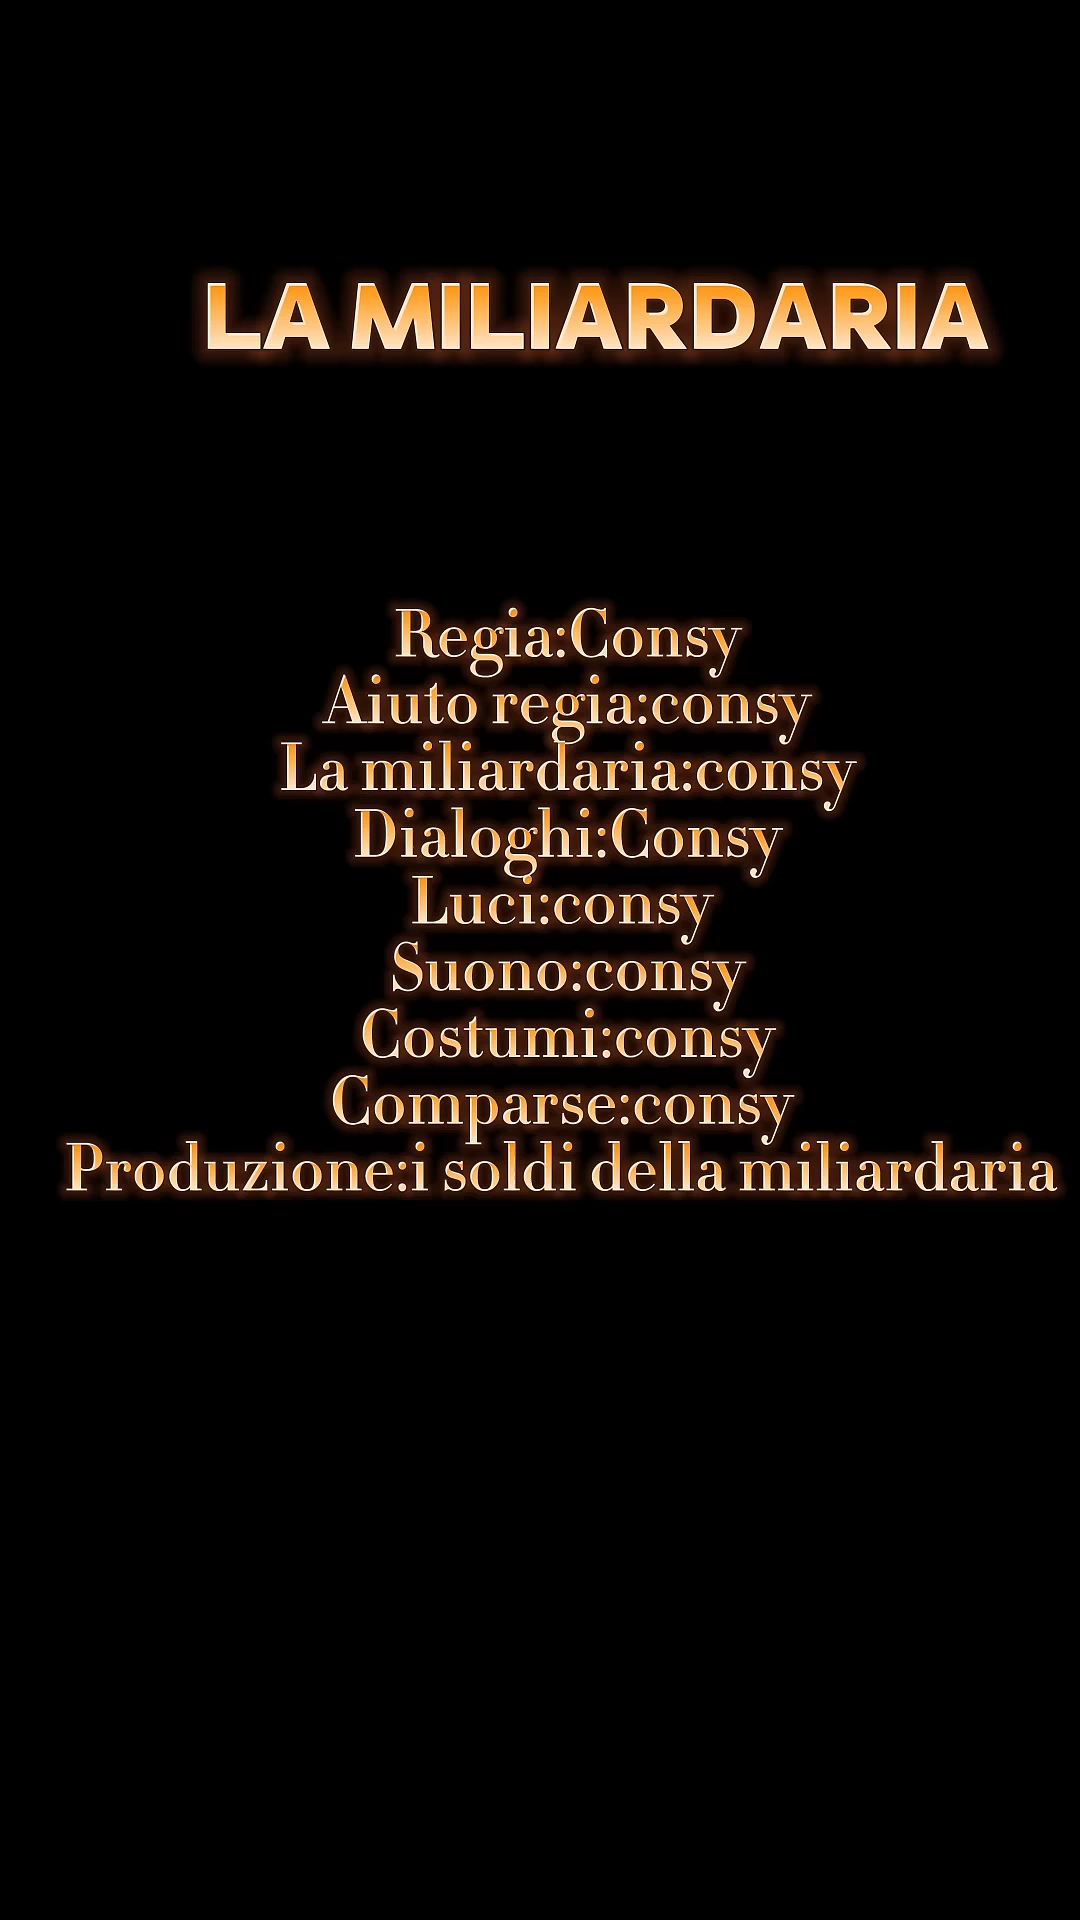 LA MILIARDARIA
Regia:Consy
Aiuto regia:consy
La miliardaria:consy
Dialoghi:Consy
Luci:consy
Suono:consy
Costumi:consy
Comparse:consy
Produzione:i soldi della miliardaria